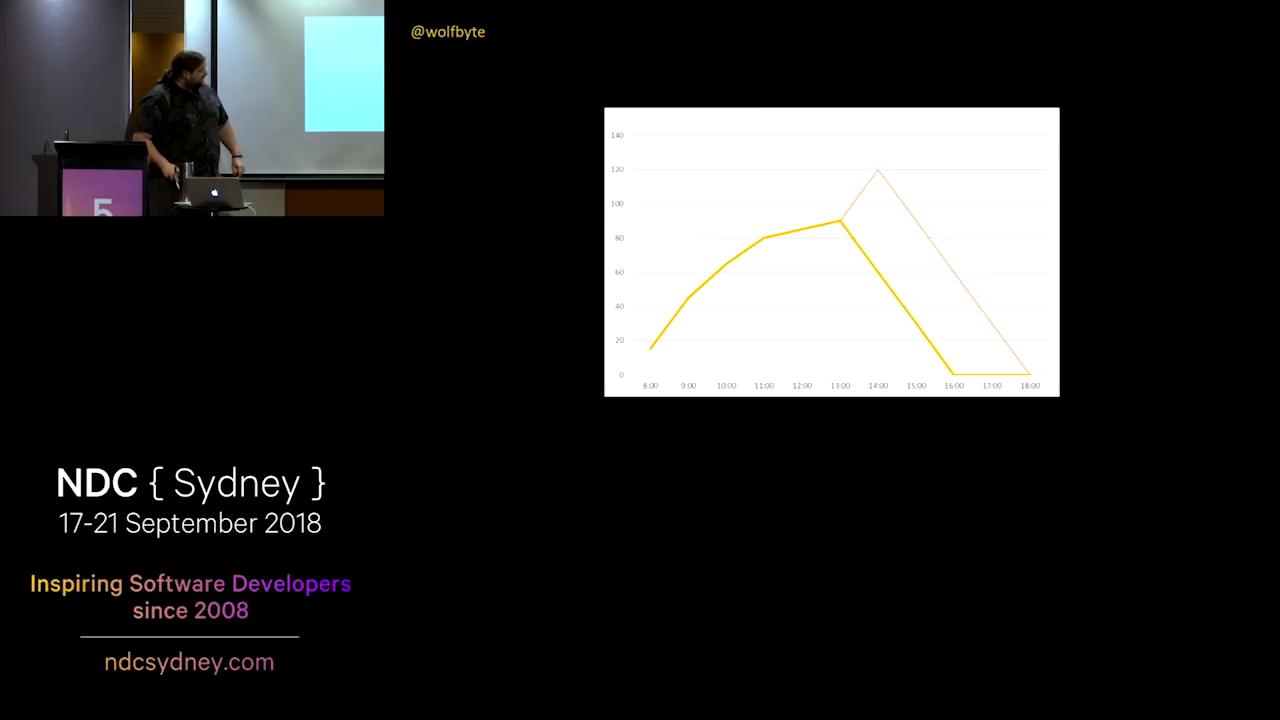 @wolfbyte
5
140
120
100
80
60
40
20
0
8:00 9:00 10:00 11:00 12:00 13:00 14:00 15:00 16:00 17:00 18:00
NDC { Sydney }
17-21 September 2018
Inspiring Software Developers
since 2008
ndcsydney.com